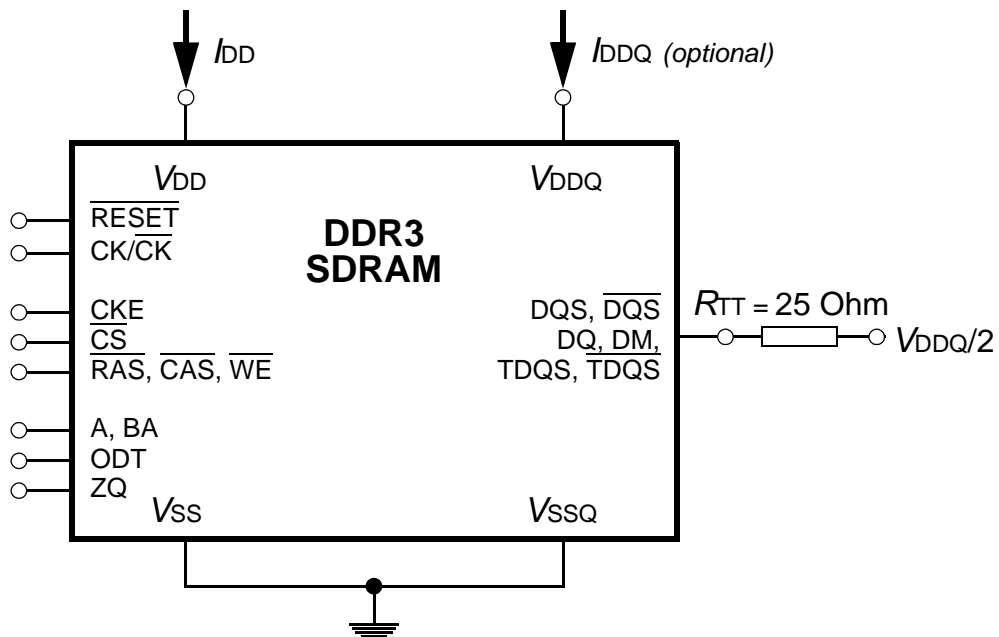 IDD
IDDQ (optional)
VDD
VDDQ
RESET
CK/CK
DDR3
SDRAM
CKE
CS
RAS, CAS, WE
DQS, DQS
DQ, DM,
TDQS, TDQS
RTT = 25 Ohm
VDDQ/2
A, BA
ODT
ZQ
VSS
VSSQ